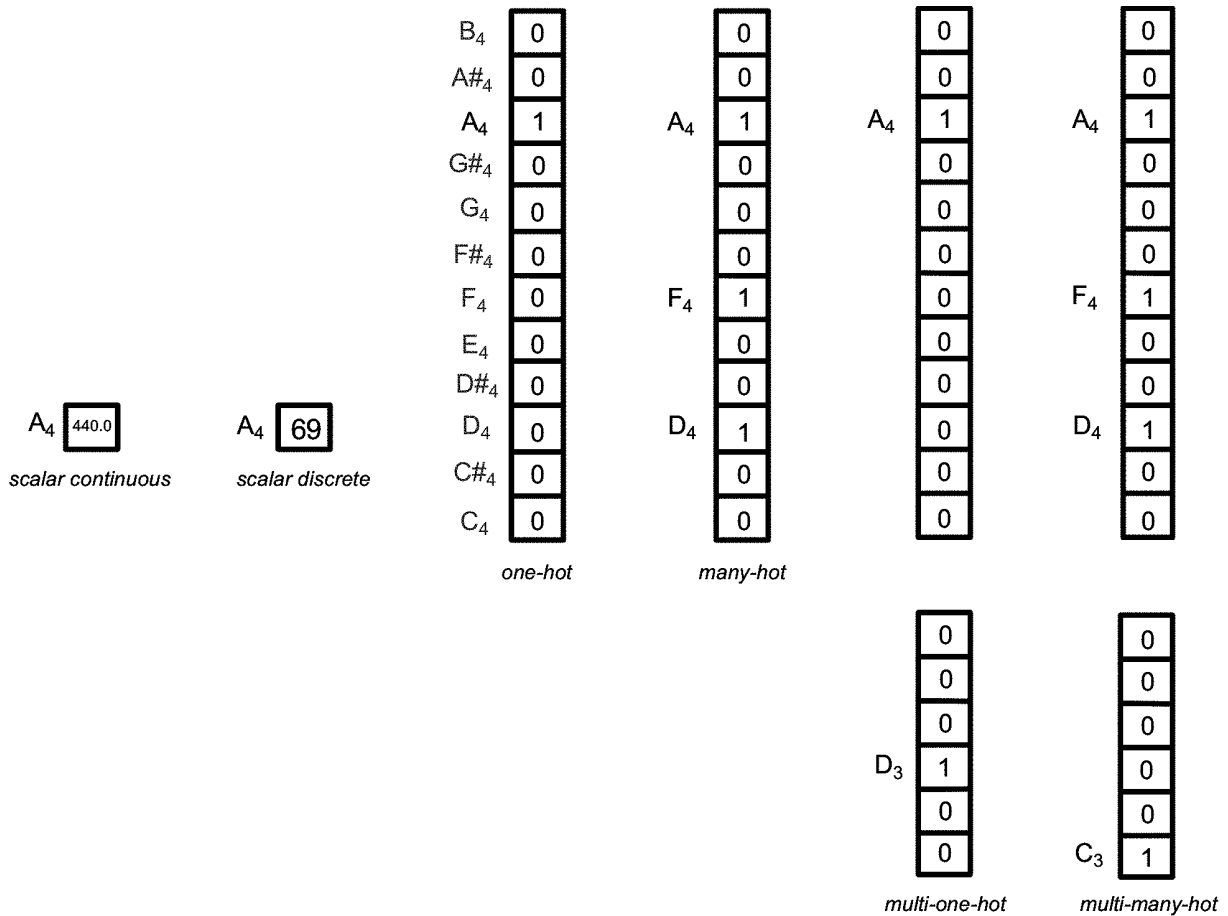 B4 0 0 0 0
A#4 0 0 0 0
A4 1 A4 1 A4 1 A4 1
G#4 0 0 0 0
G4 0 0 0 0
F#4 0 0 0 0
F4 0 F4 1 0 F4 1
E4 0 0 0 0
D#4 0 0 0 0
A4 440.0 A4 69 D4 0 D4 1 0 D4 1
scalar continuous scalar discrete C#4 0 0 0 0
C4 0 0 0 0
one-hot many-hot
0 0
0 0
0 0
D3 1 0
0 0
0 C3 1
multi-one-hot multi-many-hot